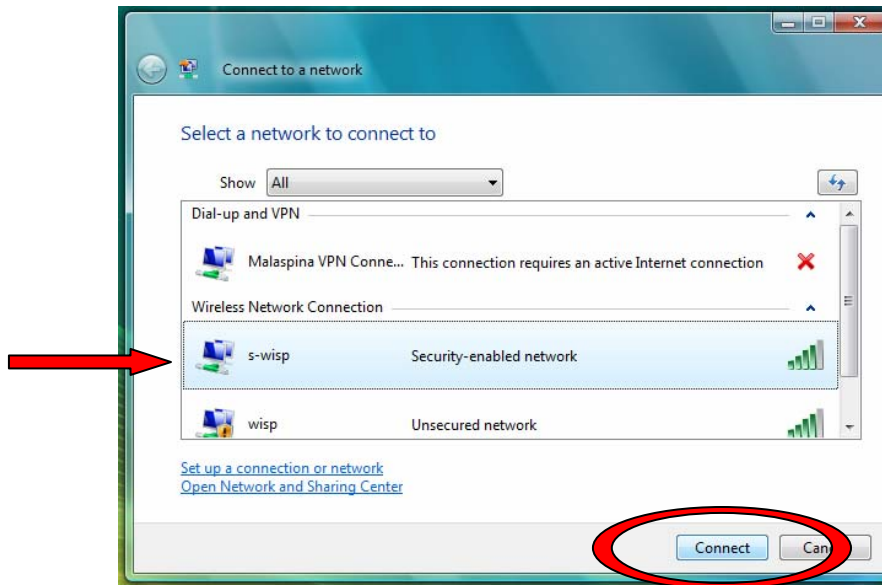 Connect to a network
Select a network to connect to
Show All
Dial-up and VPN
Malaspina VPN Conne... This connection requires an active Internet connection
Wireless Network Connection
s-wisp Security-enabled network
wisp Unsecured network
Set up a connection or network
Open Network and Sharing Center
Connect